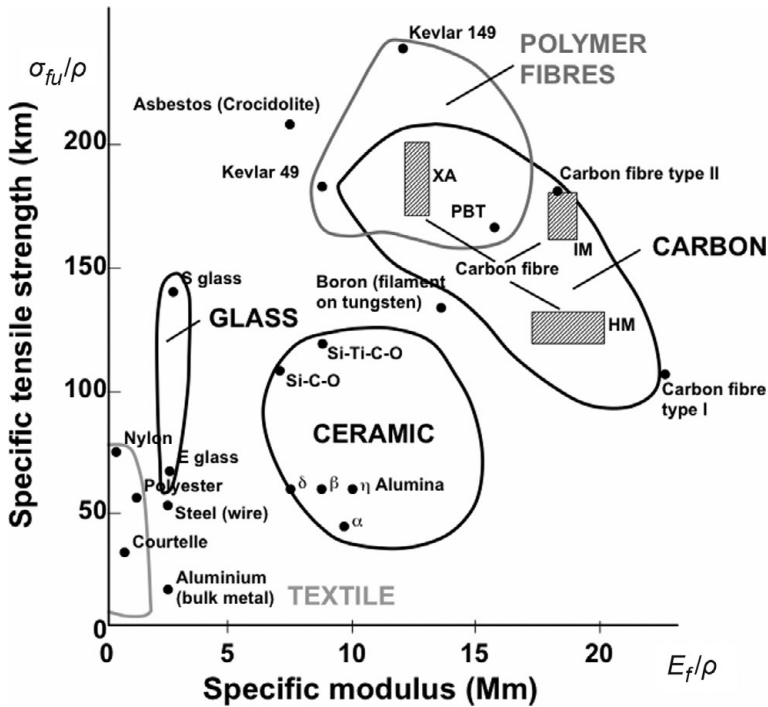 Kevlar 149
POLYMER
FIBRES
σfu/ρ
Asbestos (Crocidolite)
200
Kevlar 49
XA
Carbon fibre type II
PBT
IM
CARBON
Carbon fibre
150
S glass
Boron (filament
on tungsten)
GLASS
HM
Si-Ti-C-O
Si-C-O
100
Carbon fibre
type I
CERAMIC
Nylon
E glass
δ
β
η Alumina
Polyester
50
Steel (wire)
α
Courtelle
Aluminium
(bulk metal)
TEXTILE
0
0
5
10
15
20
Ef/ρ
Specific modulus (Mm)
Specific tensile strength (km)